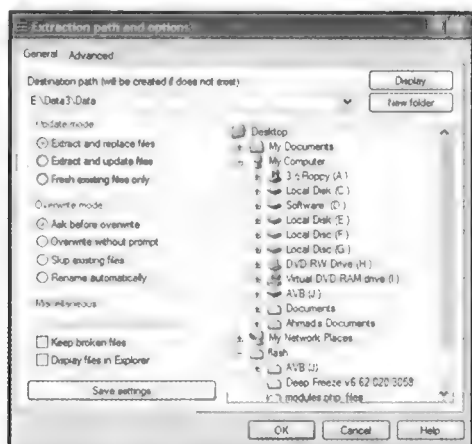 Extraction path and options
General Advanced
Destination path (will be created if does not exist)
Display
E:\Data3\Data
New folder
Update mode
Extract and replace files
Extract and update files
Fresh existing files only
Overwrite mode
Ask before overwrite
Overwrite without prompt
Skip existing files
Rename automatically
Miscellaneous
Keep broken files
Display files in Explorer
Save settings
Desktop
My Documents
My Computer
3½ Floppy (A:)
Local Disk (C:)
Software (D:)
Local Disk (E:)
Local Disc (F:)
Local Disc (G:)
DVD-RW Drive (H:)
Virtual DVD RAM drive (I:)
AVB (J:)
Documents
Ahmad's Documents
My Network Places
flash
AVB (J:)
Deep Freeze v6.62.020.3058
modules.php_files
OK Cancel Help